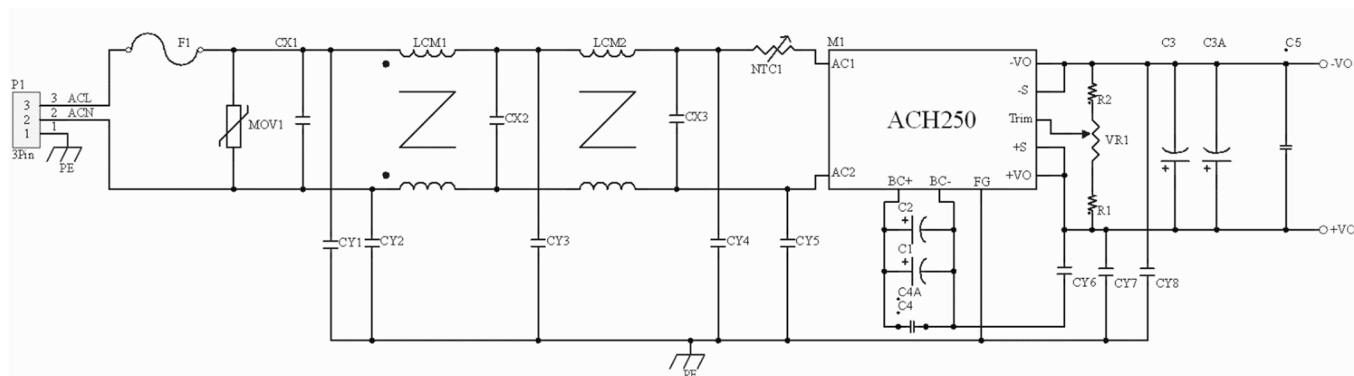 F1
CX1
LCM1
LCM2
NTC1
M1
C3
C3A
C5
P1
3 ACL
2 ACN
1
3
2
1
3Pin
PE
MOV1
CX2
CX3
AC1
AC2
ACH250
-VO
-S
Trim
+S
+VO
BC+
BC-
FG
R2
VR1
R1
-VO
+VO
+
+
C2
+
C1
+
C4A
C4
CY1
CY2
CY3
CY4
CY5
CY6
CY7
CY8
PE